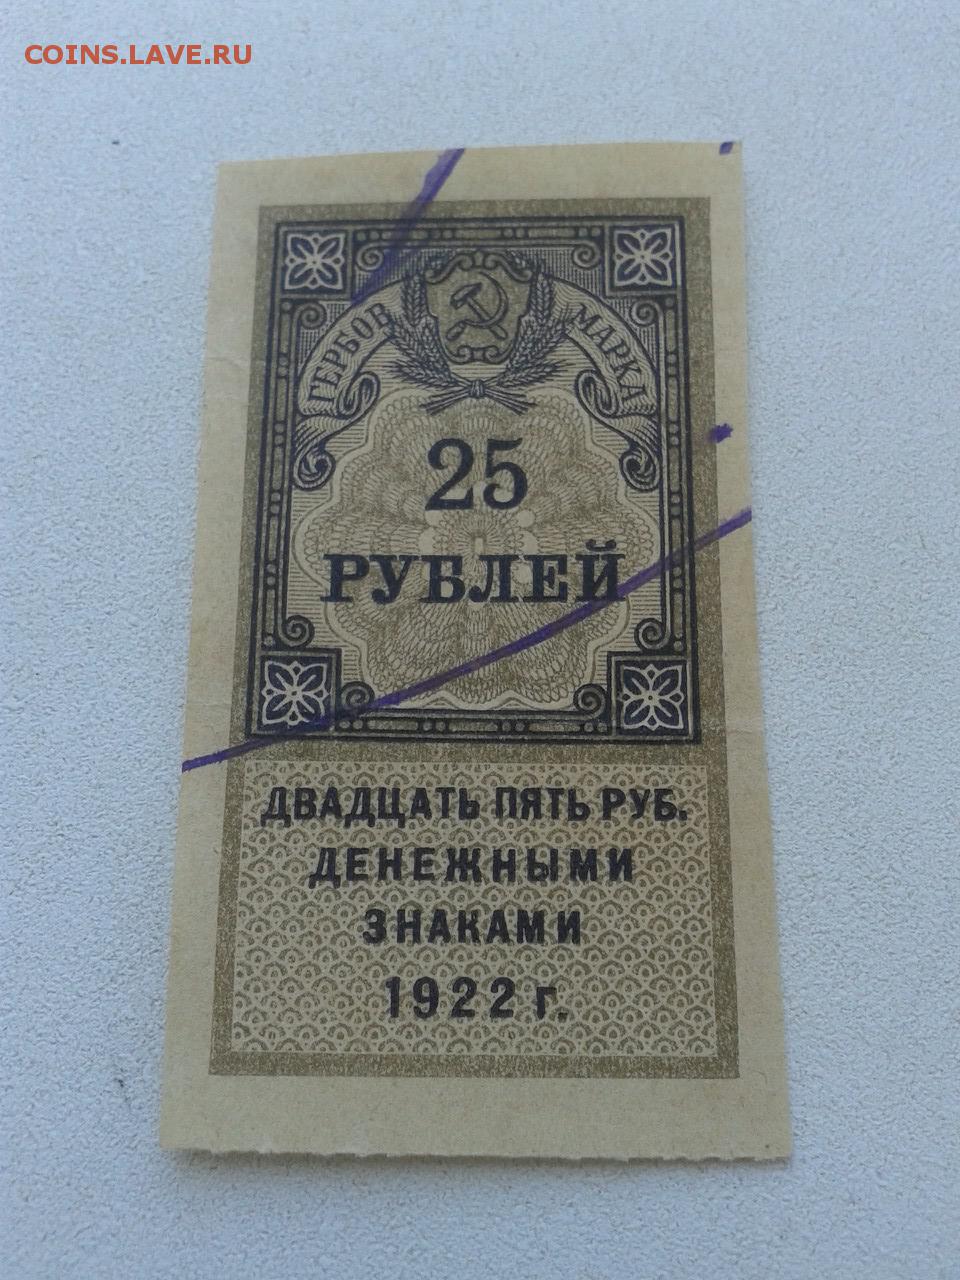 COINS.LAVE.RU
ГЕРБОВ. МАРКА
25
РУБЛЕЙ
ДВАДЦАТЬ ПЯТЬ РУБ.
ДЕНЕЖНЫМИ
ЗНАКАМИ
1922 г.